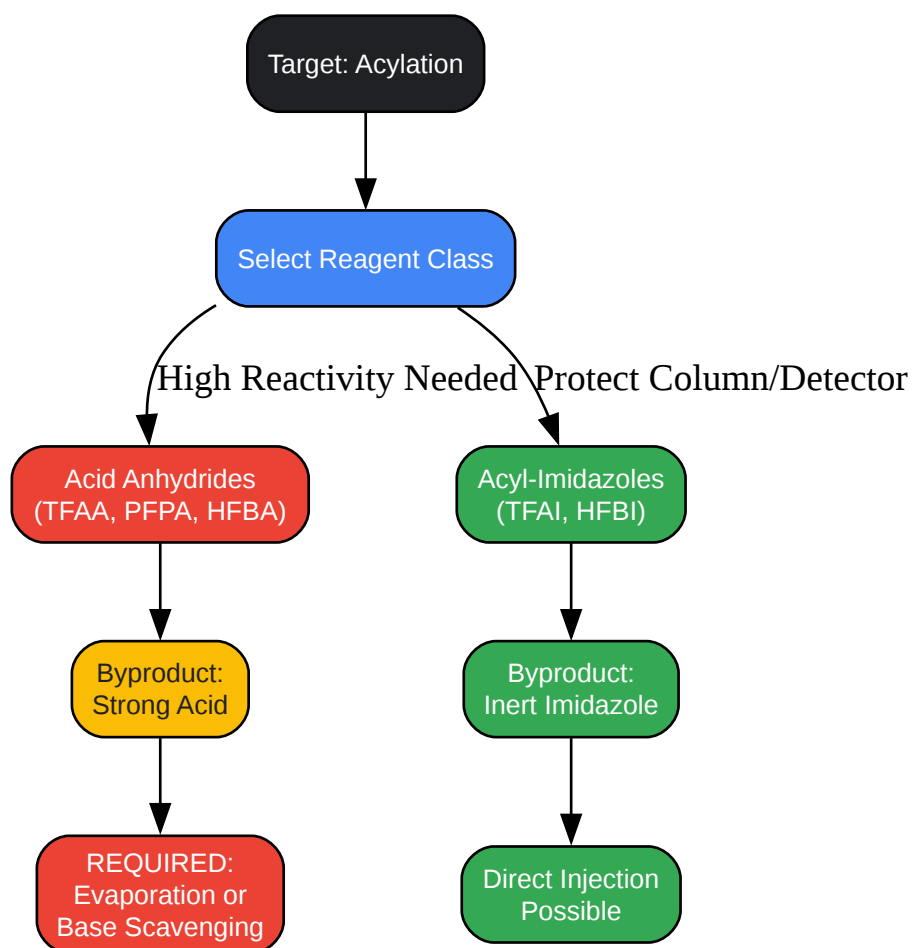 Target: Acylation
Select Reagent Class
High Reactivity Needed
Protect Column/Detector
Acid Anhydrides
(TFAA, PFPA, HFBA)
Acyl-Imidazoles
(TFAI, HFBI)
Byproduct:
Strong Acid
Byproduct:
Inert Imidazole
REQUIRED:
Evaporation or
Base Scavenging
Direct Injection
Possible